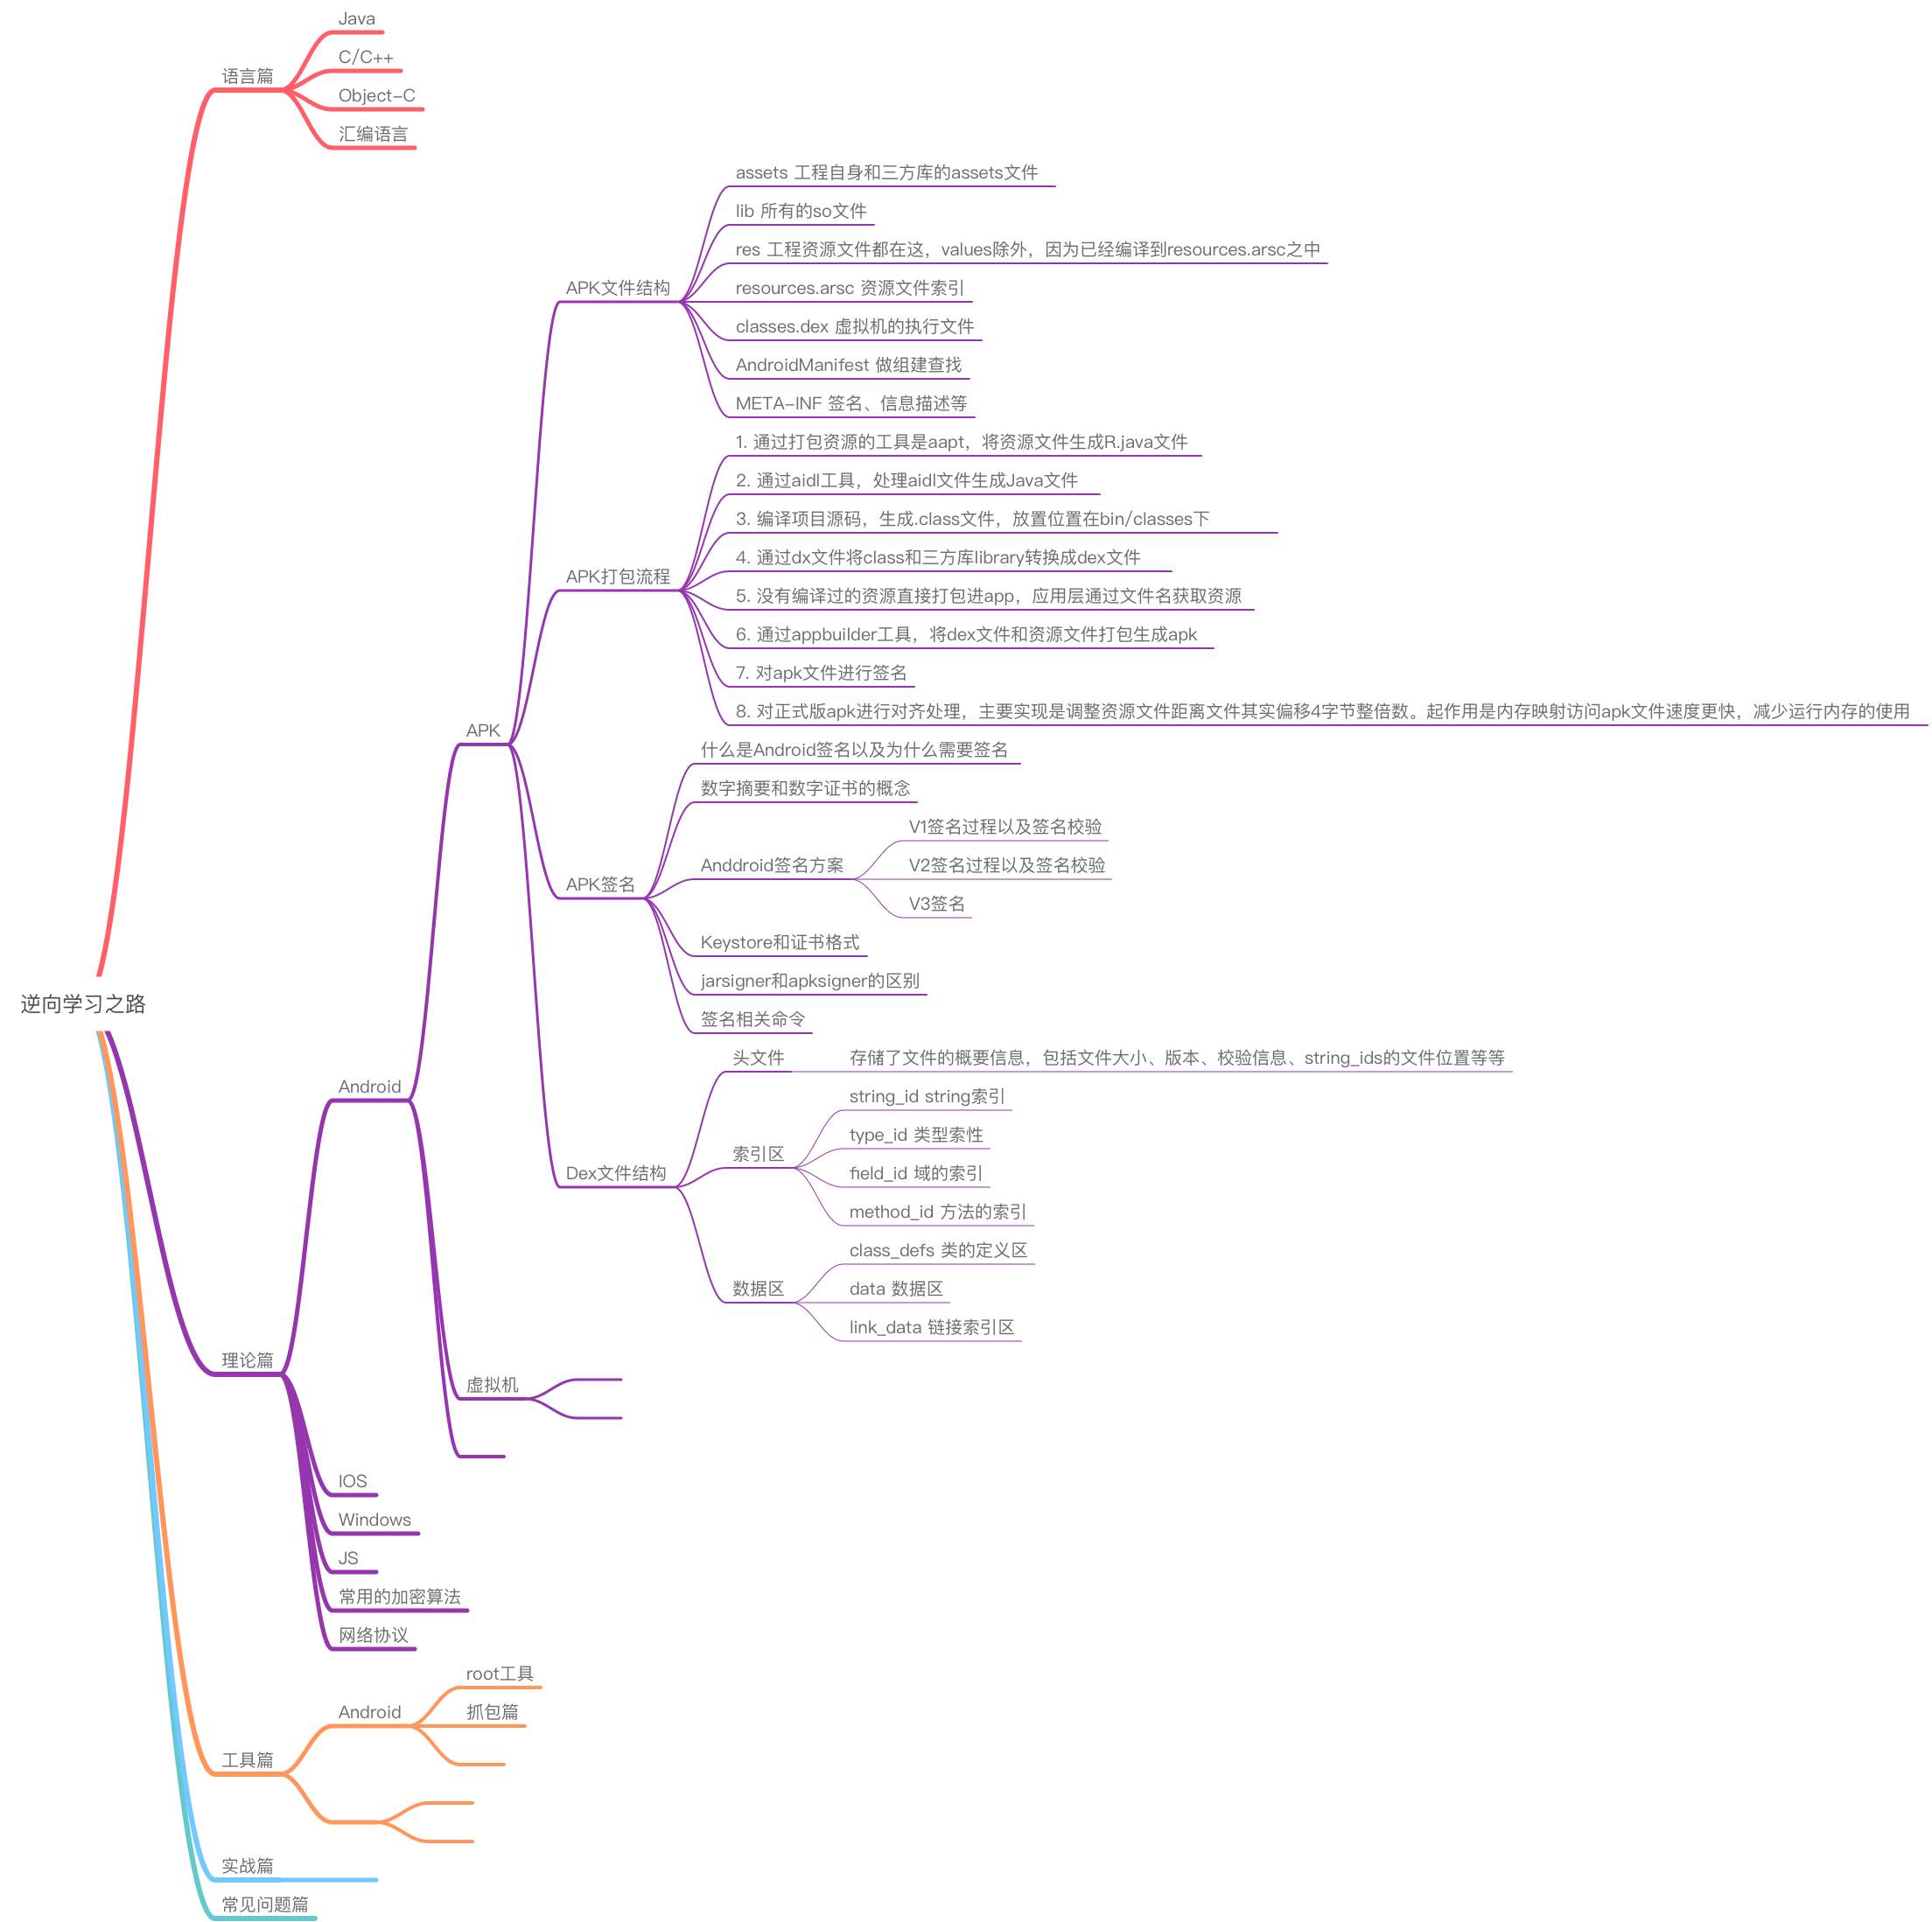 逆向学习之路
语言篇
Java
C/C++
Object-C
汇编语言
理论篇
Android
APK
APK文件结构
assets 工程自身和三方库的assets文件
lib 所有的so文件
res 工程资源文件都在这，values除外，因为已经编译到resources.arsc之中
resources.arsc 资源文件索引
classes.dex 虚拟机的执行文件
AndroidManifest 做组建查找
META-INF 签名、信息描述等
APK打包流程
1. 通过打包资源的工具是aapt，将资源文件生成R.java文件
2. 通过aidl工具，处理aidl文件生成Java文件
3. 编译项目源码，生成.class文件，放置位置在bin/classes下
4. 通过dx文件将class和三方库library转换成dex文件
5. 没有编译过的资源直接打包进app，应用层通过文件名获取资源
6. 通过appbuilder工具，将dex文件和资源文件打包生成apk
7. 对apk文件进行签名
8. 对正式版apk进行对齐处理，主要实现是调整资源文件距离文件其实偏移4字节整倍数。起作用是内存映射访问apk文件速度更快，减少运行内存的使用
APK签名
什么是Android签名以及为什么需要签名
数字摘要和数字证书的概念
Anddroid签名方案
V1签名过程以及签名校验
V2签名过程以及签名校验
V3签名
Keystore和证书格式
jarsigner和apksigner的区别
签名相关命令
Dex文件结构
头文件
存储了文件的概要信息，包括文件大小、版本、校验信息、string_ids的文件位置等等
索引区
string_id string索引
type_id 类型索性
field_id 域的索引
method_id 方法的索引
数据区
class_defs 类的定义区
data 数据区
link_data 链接索引区
虚拟机
IOS
Windows
JS
常用的加密算法
网络协议
工具篇
Android
root工具
抓包篇
实战篇
常见问题篇